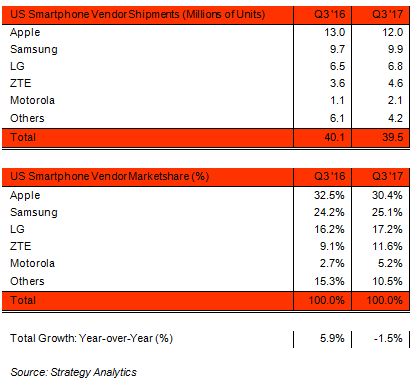 US Smartphone Vendor Shipments (Millions of Units) Q3 '16 Q3 '17
Apple 13.0 12.0
Samsung 9.7 9.9
LG 6.5 6.8
ZTE 3.6 4.6
Motorola 1.1 2.1
Others 6.1 4.2
Total 40.1 39.5
US Smartphone Vendor Marketshare (%) Q3 '16 Q3 '17
Apple 32.5% 30.4%
Samsung 24.2% 25.1%
LG 16.2% 17.2%
ZTE 9.1% 11.6%
Motorola 2.7% 5.2%
Others 15.3% 10.5%
Total 100.0% 100.0%
Total Growth: Year-over-Year (%) 5.9% -1.5%
Source: Strategy Analytics